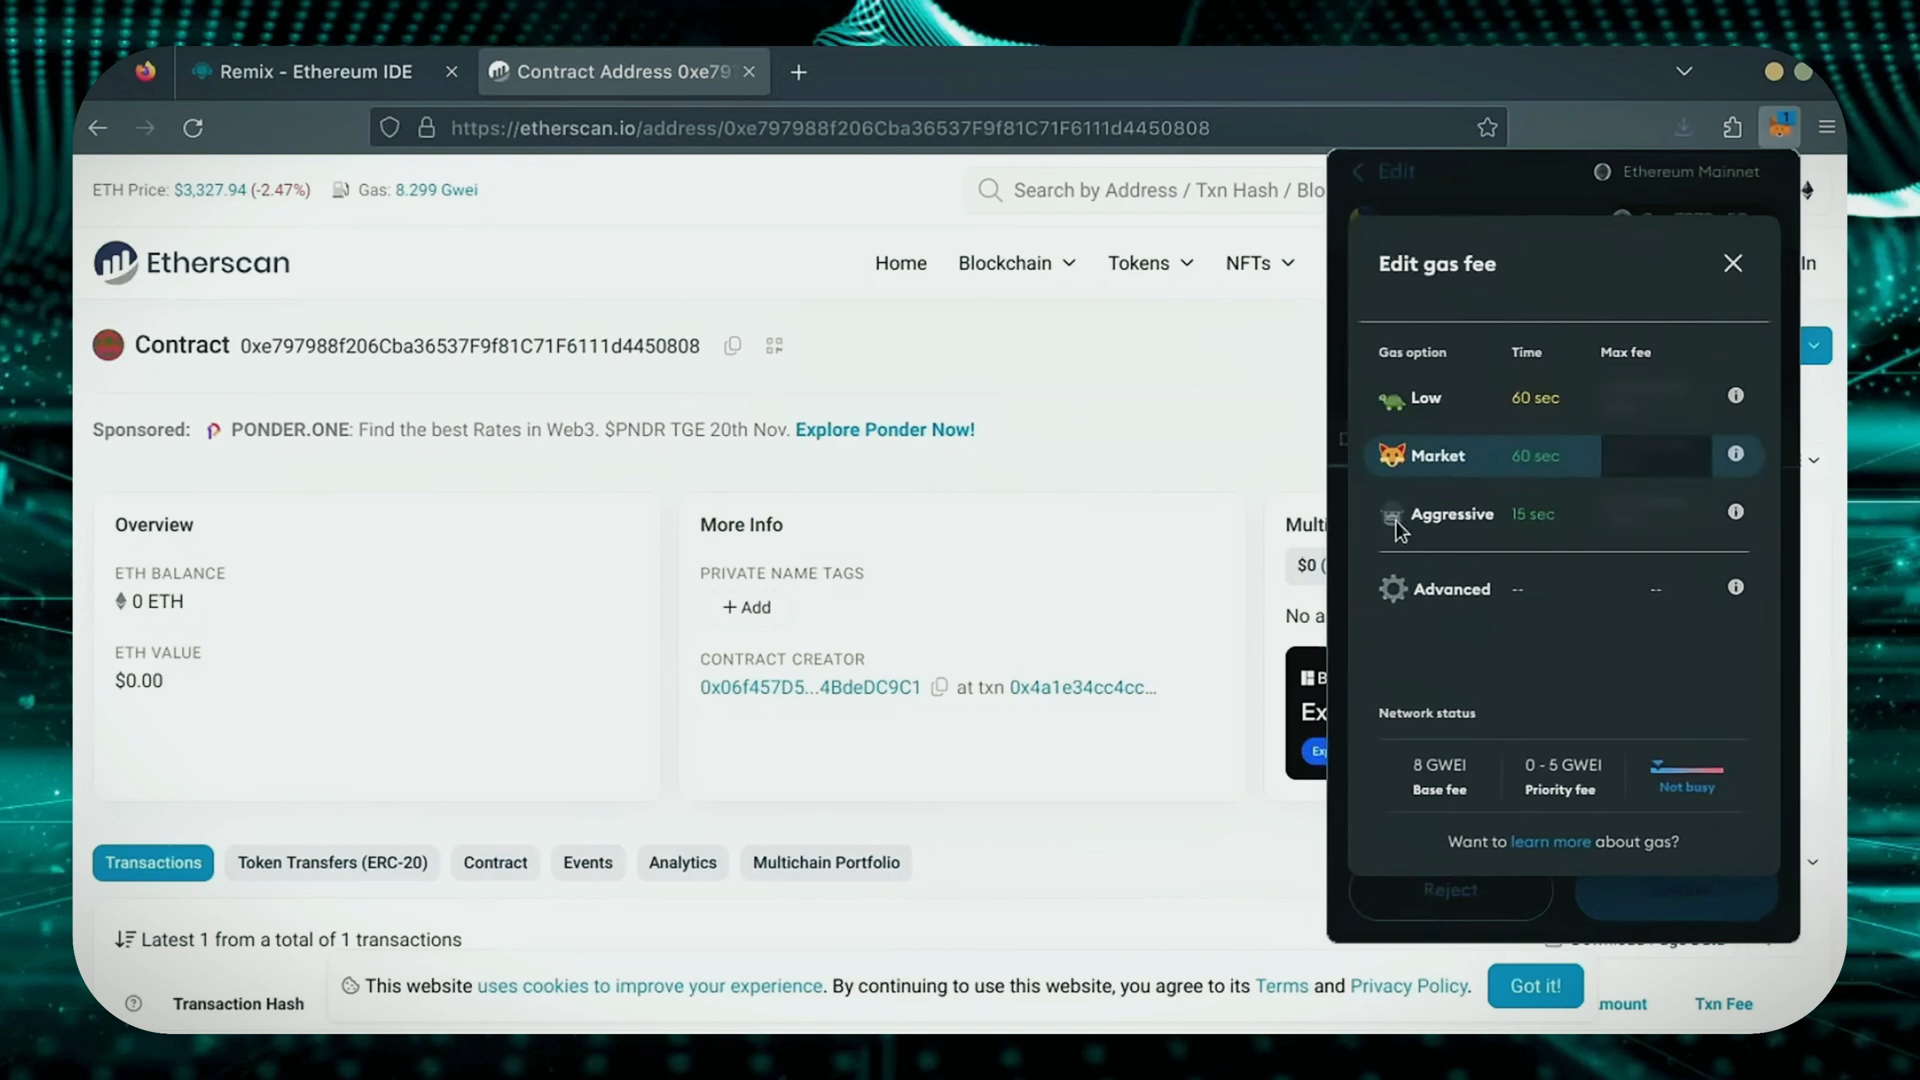 Remix - Ethereum IDE
Contract Address 0xe79
https://etherscan.io/address/0xe797988f206Cba36537F9f81C71F6111d4450808
1
ETH Price: $3,327.94 (-2.47%) Gas: 8.299 Gwei
Search by Address / Txn Hash / Blo
Etherscan
Home Blockchain Tokens NFTs
In
Contract 0xe797988f206Cba36537F9f81C71F6111d4450808
Sponsored: PONDER.ONE: Find the best Rates in Web3. $PNDR TGE 20th Nov. Explore Ponder Now!
Overview
ETH BALANCE
0 ETH
ETH VALUE
$0.00
More Info
PRIVATE NAME TAGS
+ Add
CONTRACT CREATOR
0x06f457D5...4BdeDC9C1 at txn 0x4a1e34cc4cc...
Multi
$0 (
No a
B
Ex
Ex
Transactions Token Transfers (ERC-20) Contract Events Analytics Multichain Portfolio
Latest 1 from a total of 1 transactions
Transaction Hash
mount
Txn Fee
This website uses cookies to improve your experience. By continuing to use this website, you agree to its Terms and Privacy Policy.
Got it!
Edit
Ethereum Mainnet
Edit gas fee
Gas option Time Max fee
Low 60 sec
Market 60 sec
Aggressive 15 sec
Advanced -- --
Network status
8 GWEI 0 - 5 GWEI
Base fee Priority fee Not busy
Want to learn more about gas?
Reject